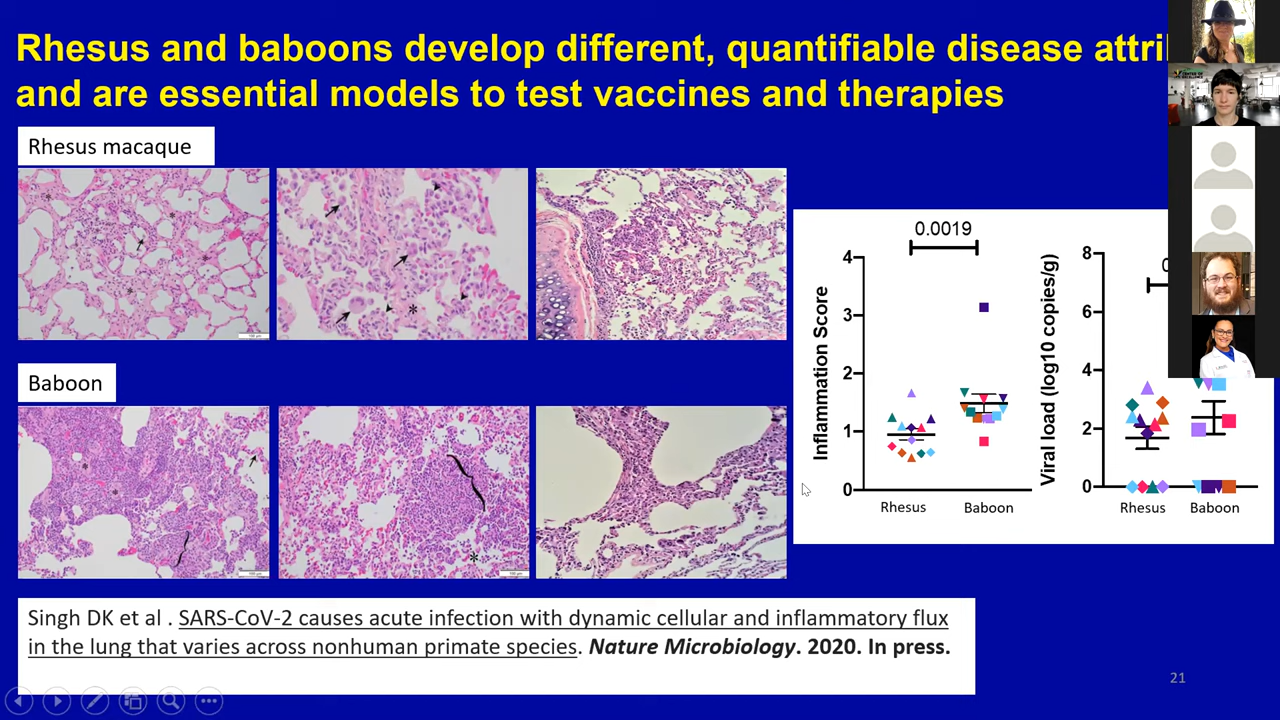 Rhesus and baboons develop different, quantifiable disease
and are essential models to test vaccines and therapies
Rhesus macaque
Baboon
0.0019
Inflammation Score
4
3
2
1
0
Rhesus
Baboon
Viral load (log10 copies/g)
8
6
4
2
0
Rhesus
Baboon
Singh DK et al . SARS-CoV-2 causes acute infection with dynamic cellular and inflammatory flux
in the lung that varies across nonhuman primate species. Nature Microbiology. 2020. In press.
21